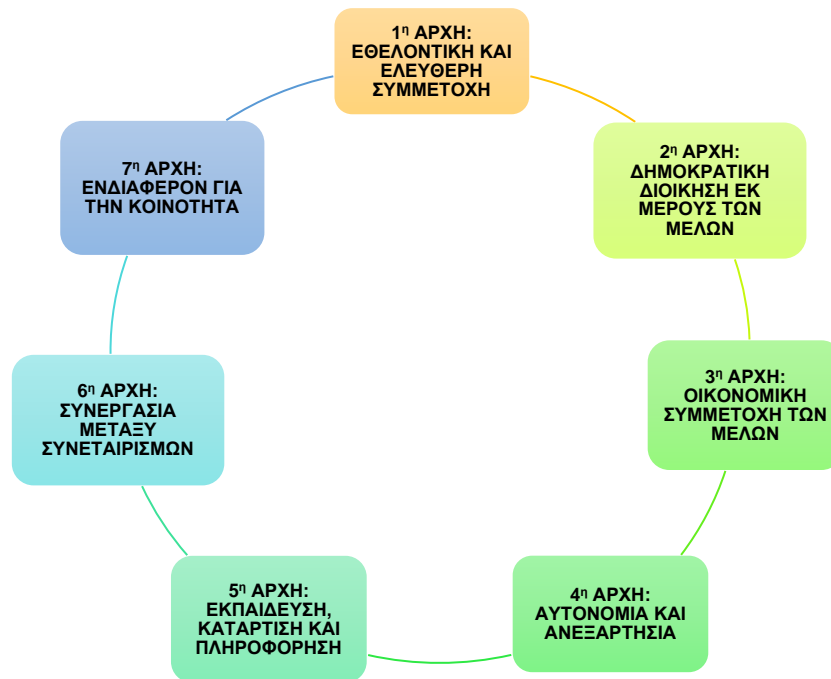 1η ΑΡΧΗ:
ΕΘΕΛΟΝΤΙΚΗ ΚΑΙ
ΕΛΕΥΘΕΡΗ
ΣΥΜΜΕΤΟΧΗ
2η ΑΡΧΗ:
ΔΗΜΟΚΡΑΤΙΚΗ
ΔΙΟΙΚΗΣΗ ΕΚ
ΜΕΡΟΥΣ ΤΩΝ
ΜΕΛΩΝ
3η ΑΡΧΗ:
ΟΙΚΟΝΟΜΙΚΗ
ΣΥΜΜΕΤΟΧΗ ΤΩΝ
ΜΕΛΩΝ
4η ΑΡΧΗ:
ΑΥΤΟΝΟΜΙΑ ΚΑΙ
ΑΝΕΞΑΡΤΗΣΙΑ
5η ΑΡΧΗ:
ΕΚΠΑΙΔΕΥΣΗ,
ΚΑΤΑΡΤΙΣΗ ΚΑΙ
ΠΛΗΡΟΦΟΡΗΣΗ
6η ΑΡΧΗ:
ΣΥΝΕΡΓΑΣΙΑ
ΜΕΤΑΞΥ
ΣΥΝΕΤΑΙΡΙΣΜΩΝ
7η ΑΡΧΗ:
ΕΝΔΙΑΦΕΡΟΝ ΓΙΑ
ΤΗΝ ΚΟΙΝΟΤΗΤΑ